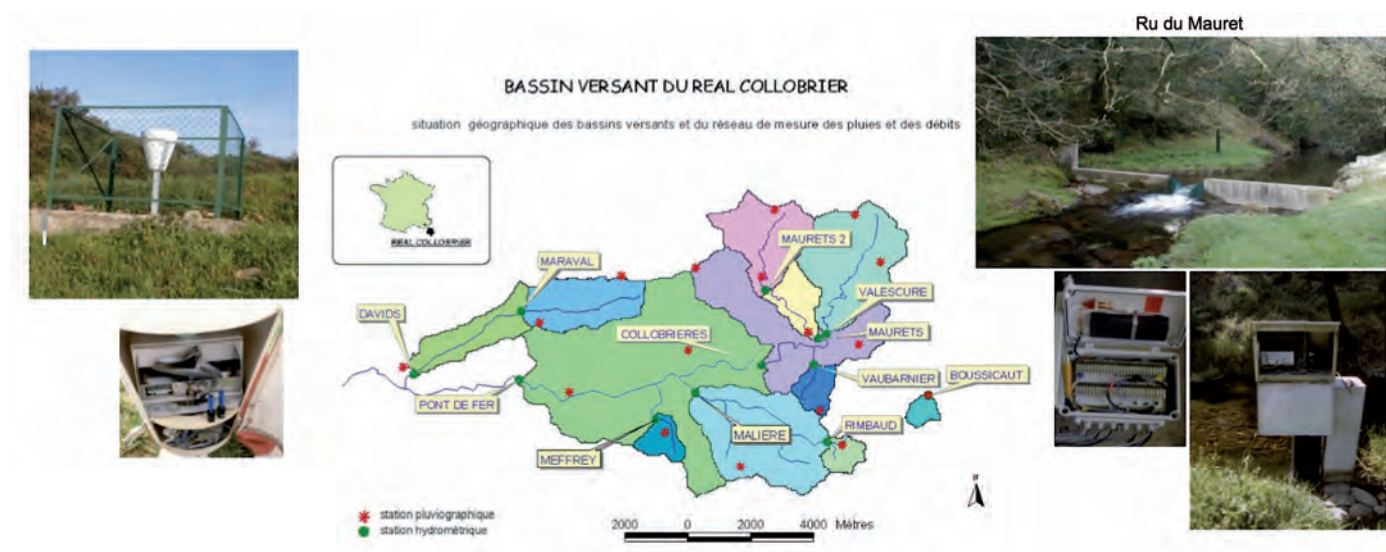 Ru du Mauret
BASSIN VERSANT DU REAL COLLOBRIER
situation géographique des bassins versants et du réseau de mesure des pluies et des débits
REAL COLLOBRIER
MAURETS 2
MARAVAL
VALESCURE
DAVIDS
COLLOBRIERES
MAURETS
VAUBARNIER
BOUSSICAUT
PONT DE FER
RIMBAUD
MALIERE
MEFFREY
N
station pluviographique
station hydrométrique
2000 0 2000 4000 Mètres